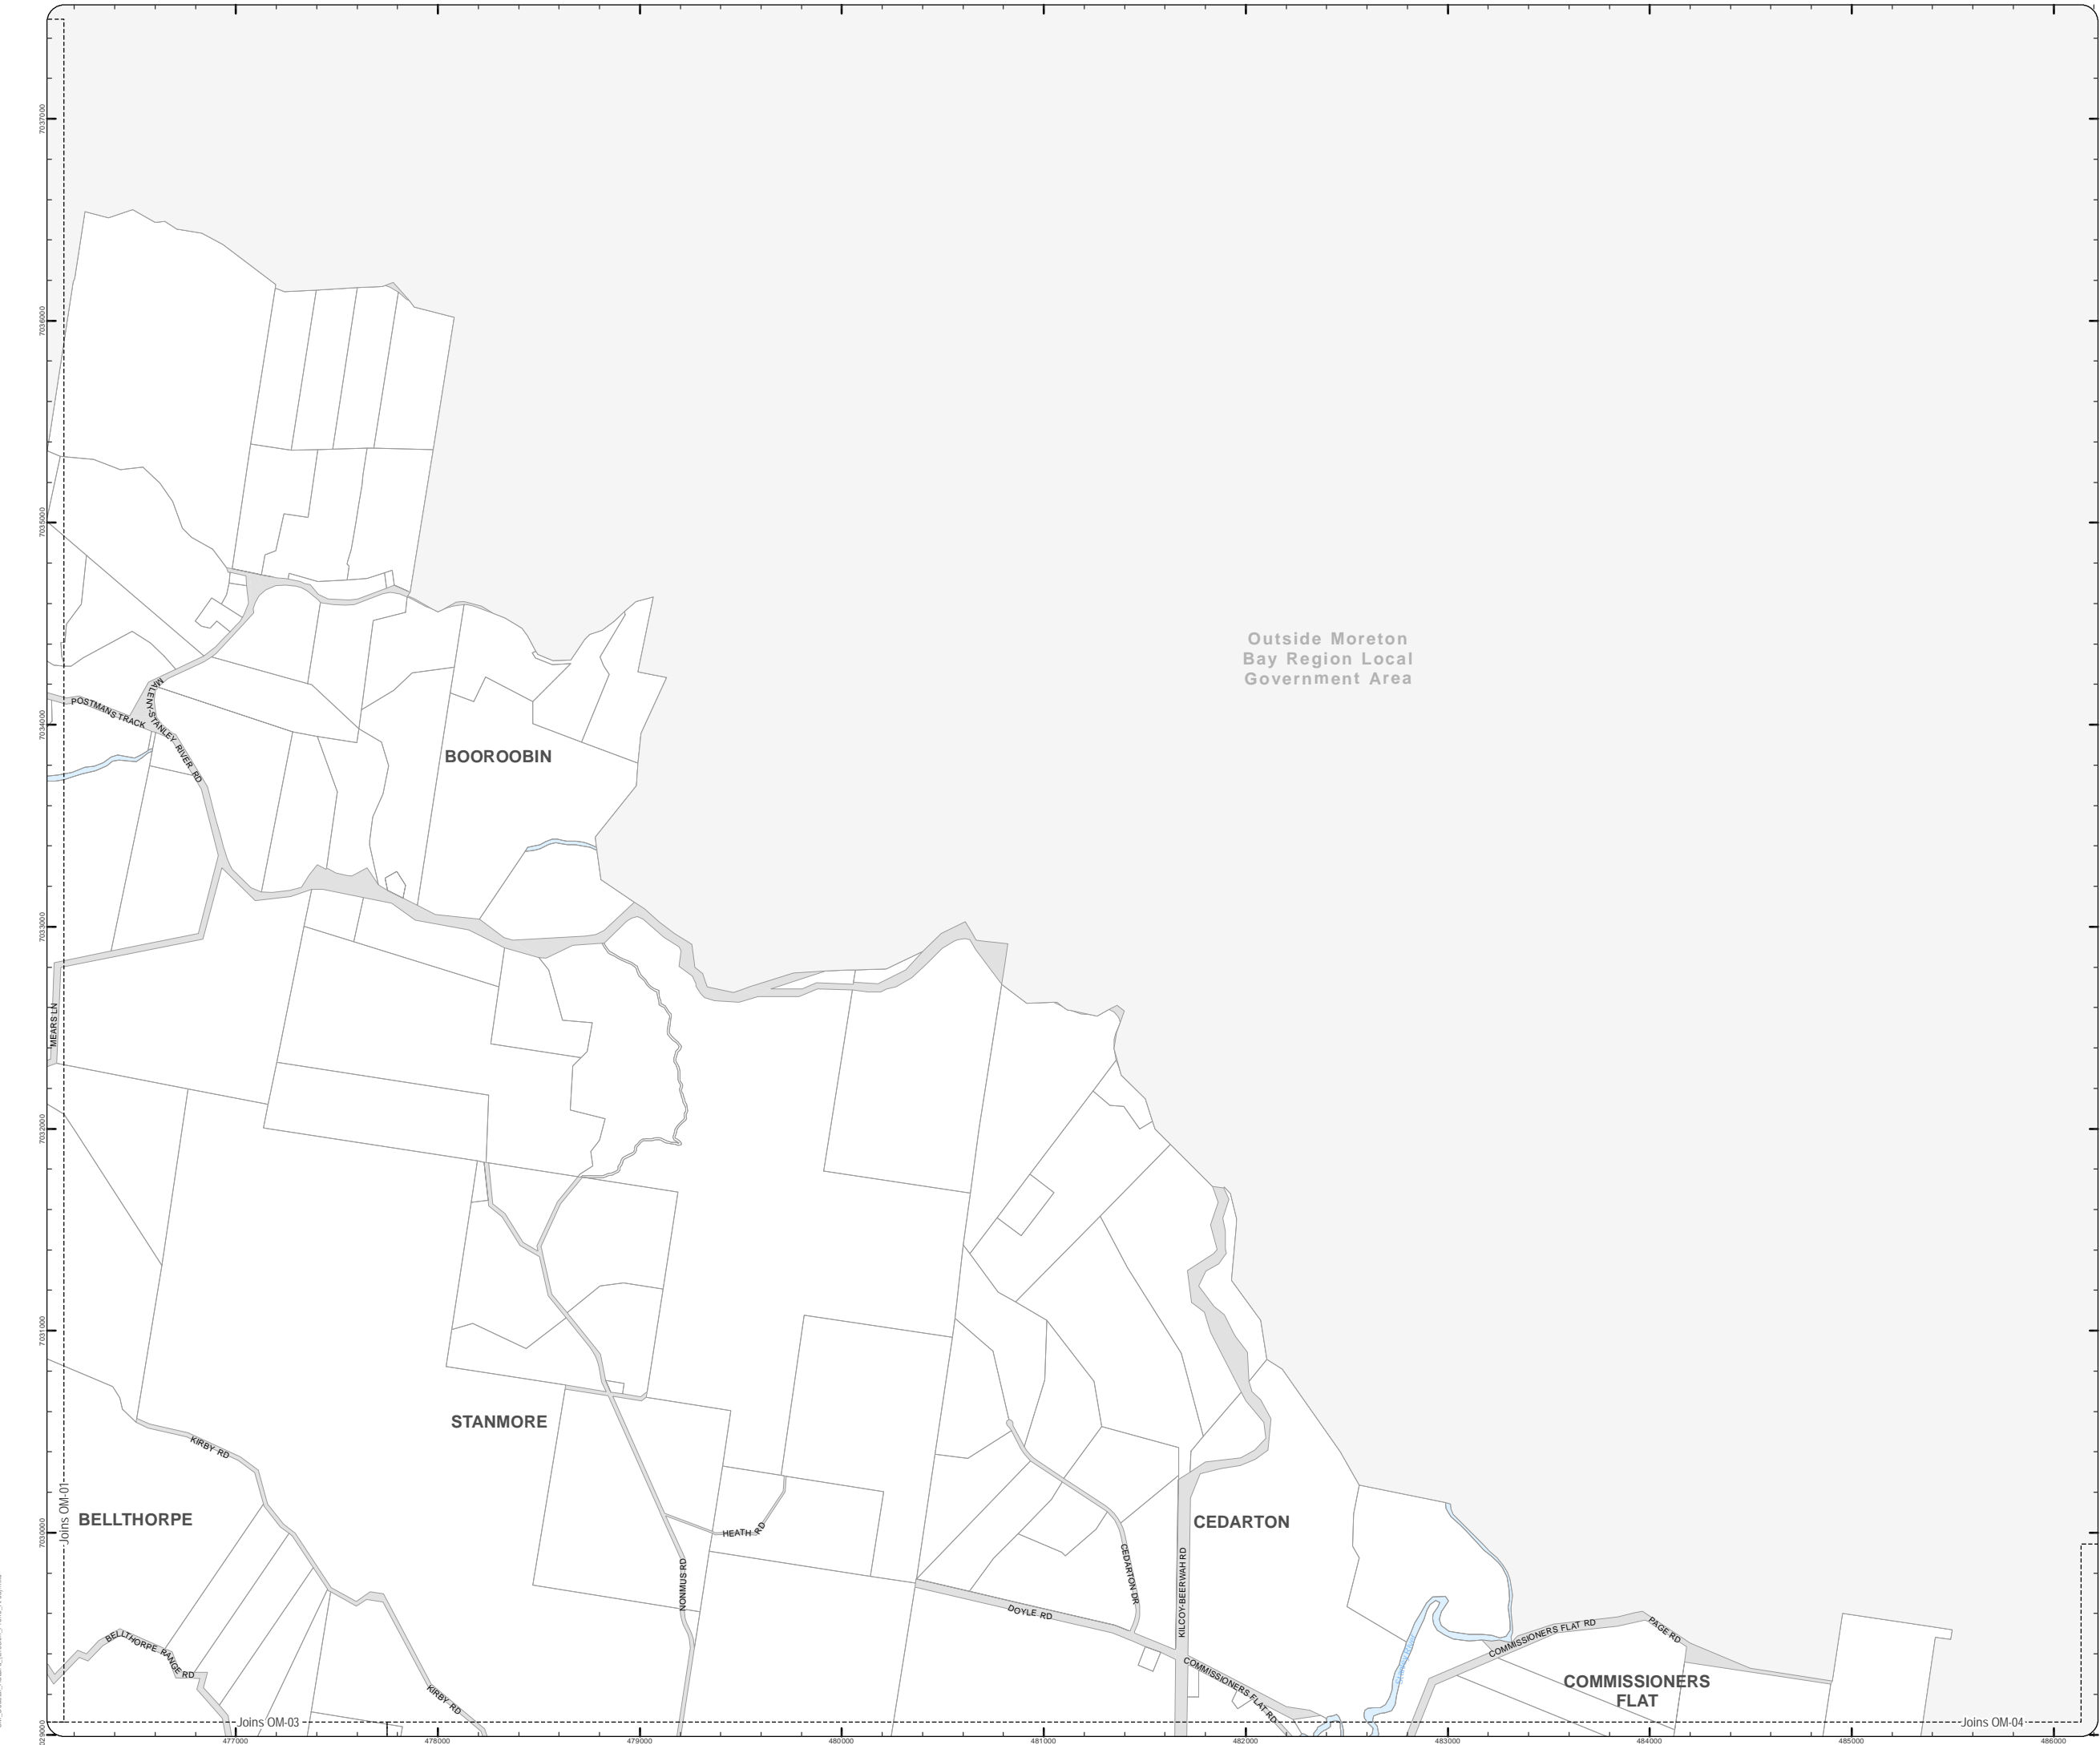 7037000
7036000
7035000
Outside Moreton
Bay Region Local
Government Area
MALENY-STANLEY RIVER RD
POSTMANS TRACK
7034000
BOOROOBIN
7033000
MEARS LN
7032000
7031000
STANMORE
KIRBY RD
Joins OM-01
BELLTHORPE
7030000
HEATH RD
CEDARTON
NONMUS RD
CEDARTON DR
KILCOY-BEERWAH RD
DOYLE RD
BELLTHORPE RANGE RD
COMMISSIONERS FLAT RD
PAGE RD
COMMISSIONERS FLAT RD
COMMISSIONERS
FLAT
KIRBY RD
Joins OM-03
Joins OM-04
477000
478000
479000
480000
481000
482000
483000
484000
485000
486000